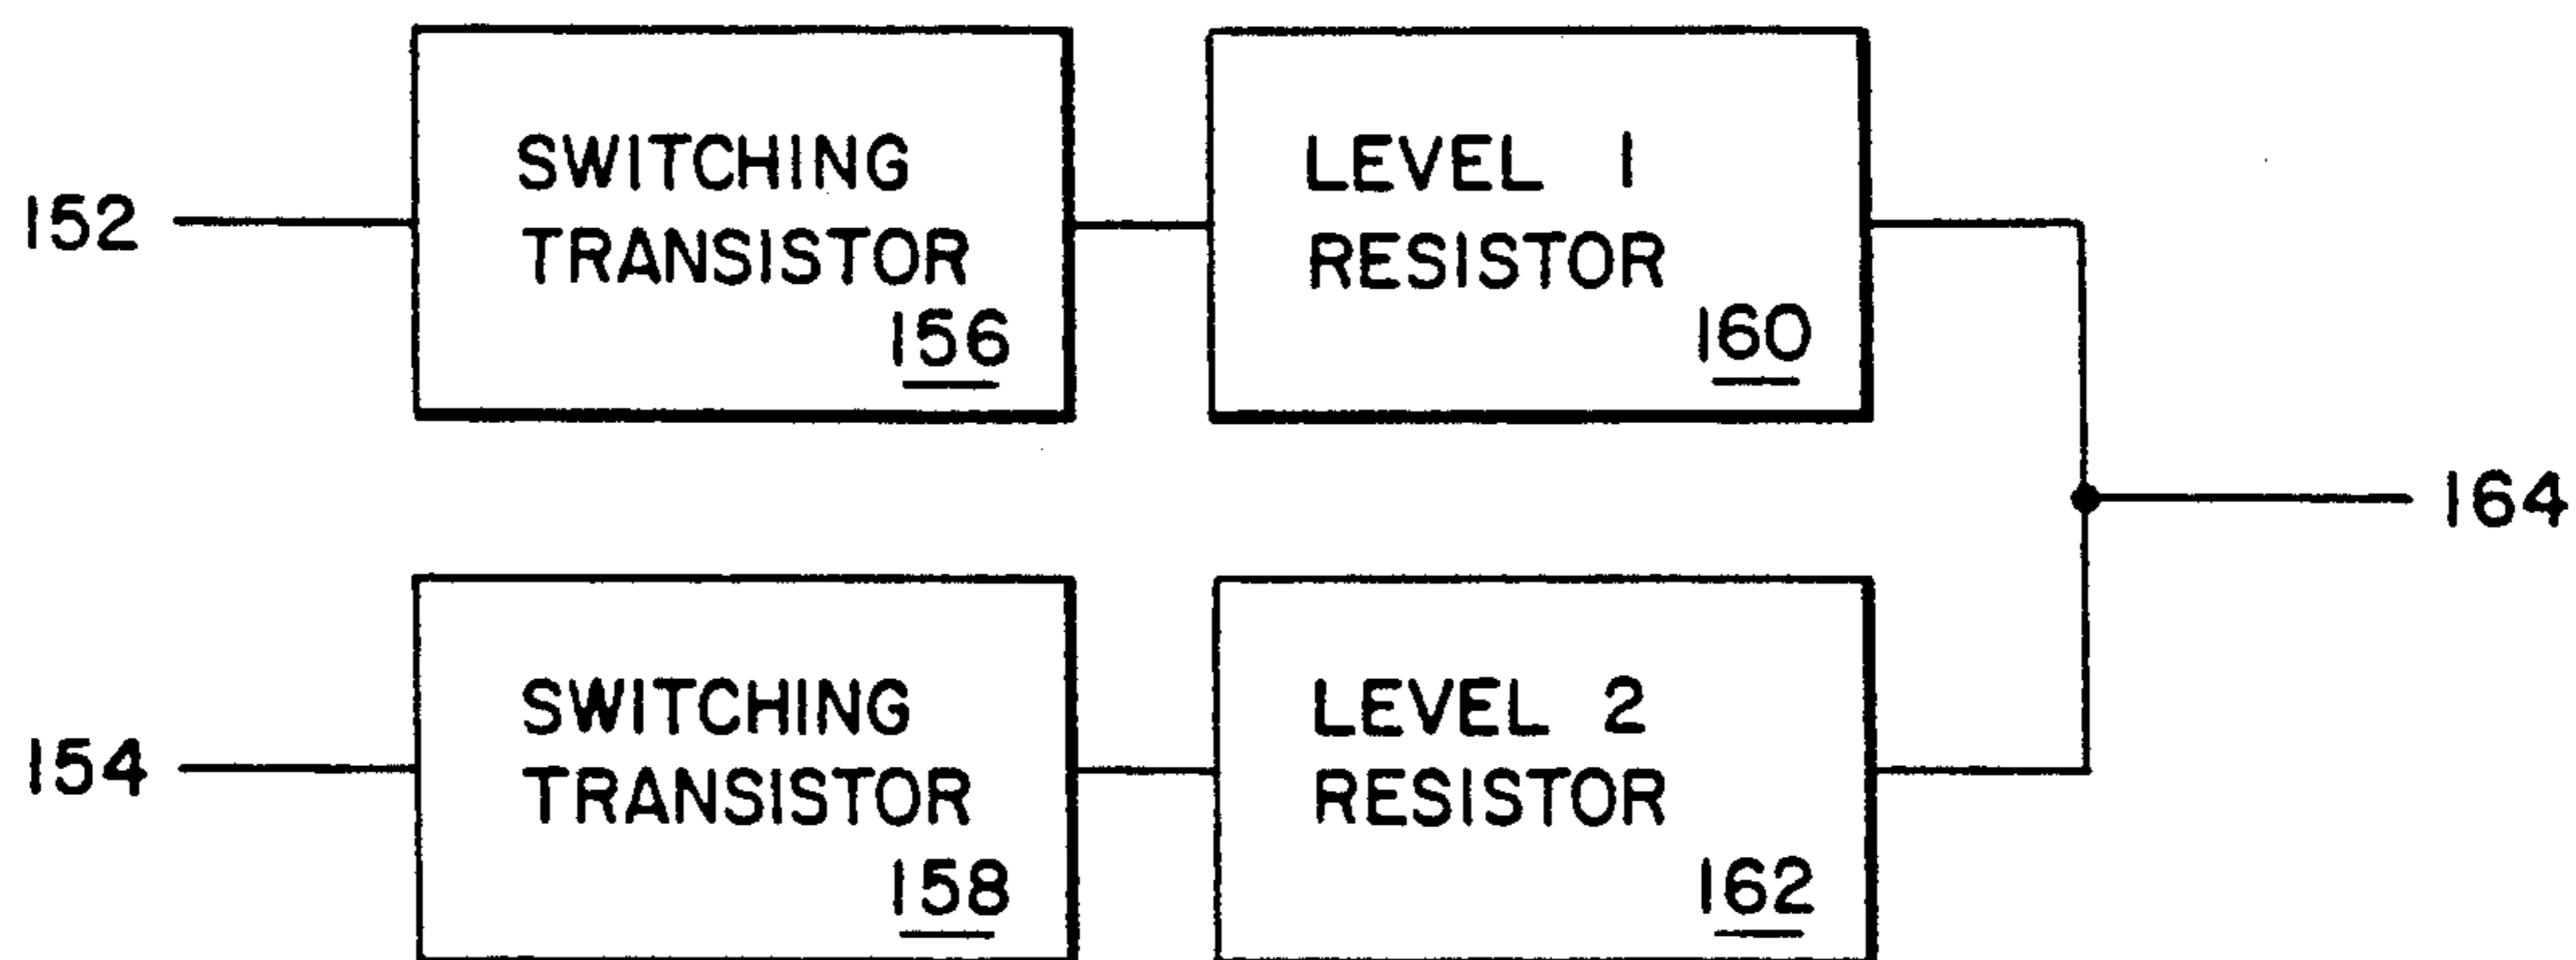 152
SWITCHING
TRANSISTOR
156
LEVEL 1
RESISTOR
160
164
154
SWITCHING
TRANSISTOR
158
LEVEL 2
RESISTOR
162